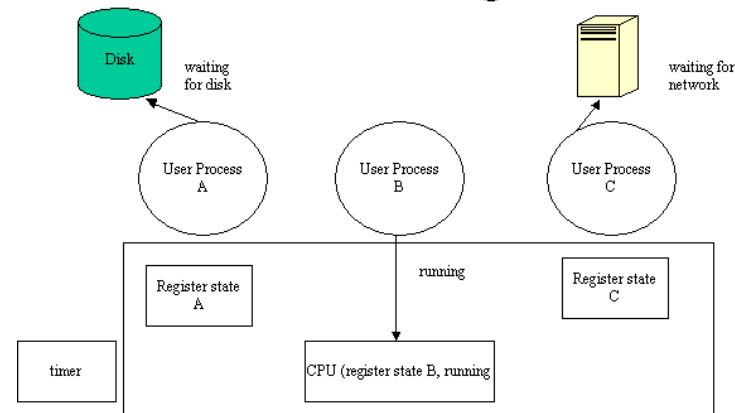 Disk
waiting
for disk
waiting for
network
User Process
A
User Process
B
User Process
C
running
Register state
A
Register state
C
timer
CPU (register state B, running